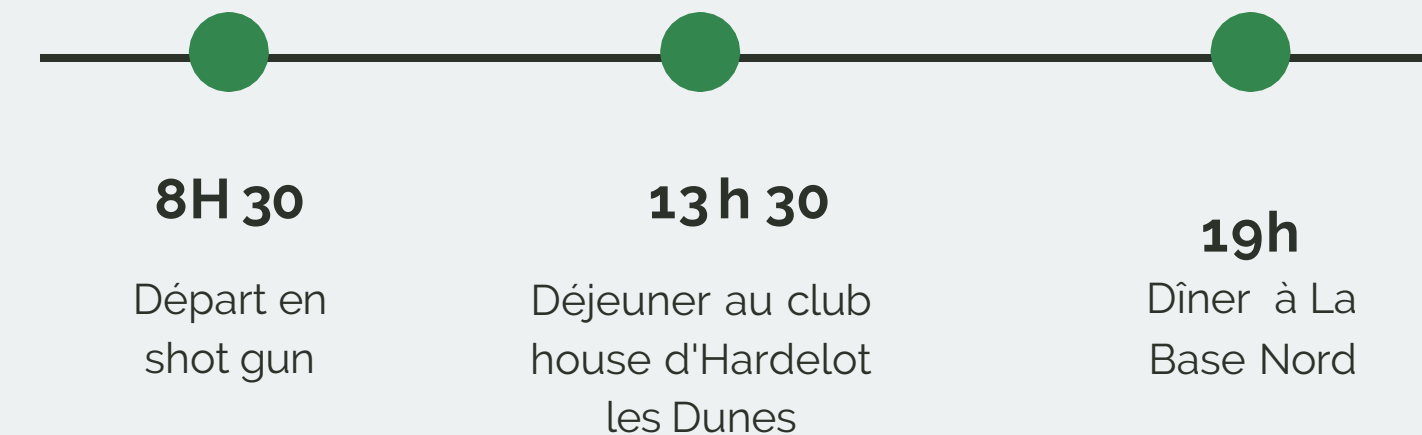 8H 30
Départ en
shot gun
13 h 30
Déjeuner au club
house d'Hardelot
les Dunes
19h
Dîner à La
Base Nord